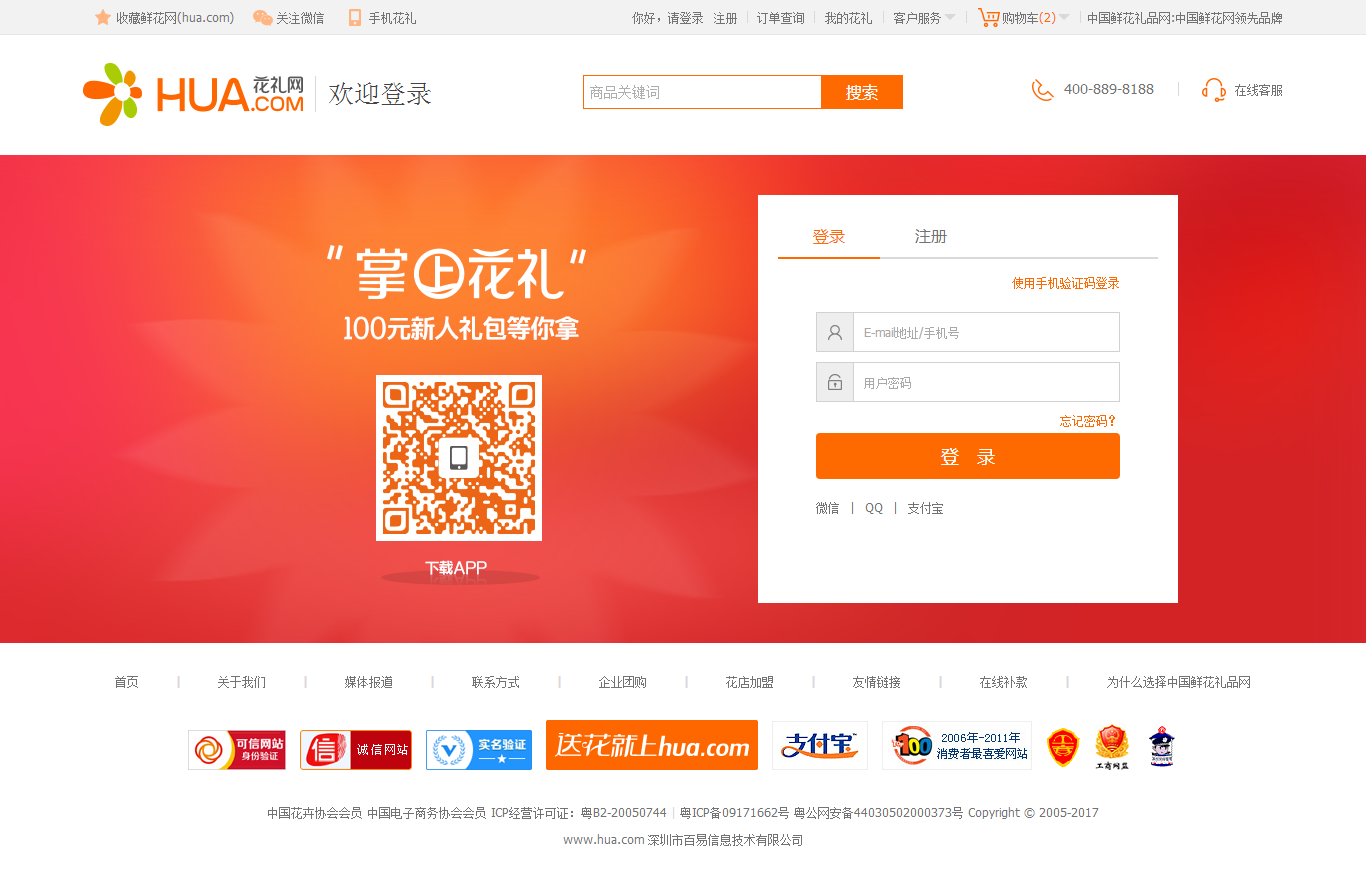 收藏鲜花网(hua.com) 关注微信 手机花礼 你好，请登录 注册 订单查询 我的花礼 客户服务 购物车(2) 中国鲜花礼品网:中国鲜花网领先品牌
HUA.COM 花礼网 欢迎登录 商品关键词 搜索 400-889-8188 在线客服
登录 注册
"掌上花礼"
使用手机验证码登录
100元新人礼包等你拿
E-mail地址/手机号
用户密码
忘记密码?
登 录
微信 | QQ | 支付宝
下载APP
首页 | 关于我们 | 媒体报道 | 联系方式 | 企业团购 | 花店加盟 | 友情链接 | 在线补款 | 为什么选择中国鲜花礼品网
可信网站
身份验证
信 诚信网站
实名验证
送花就上hua.com
支付宝
100
2006年-2011年
消费者最喜爱网站
工商网监
中国花卉协会会员 中国电子商务协会会员 ICP经营许可证：粤B2-20050744 | 粤ICP备09171662号 粤公网安备44030502000373号 Copyright © 2005-2017
www.hua.com 深圳市百易信息技术有限公司